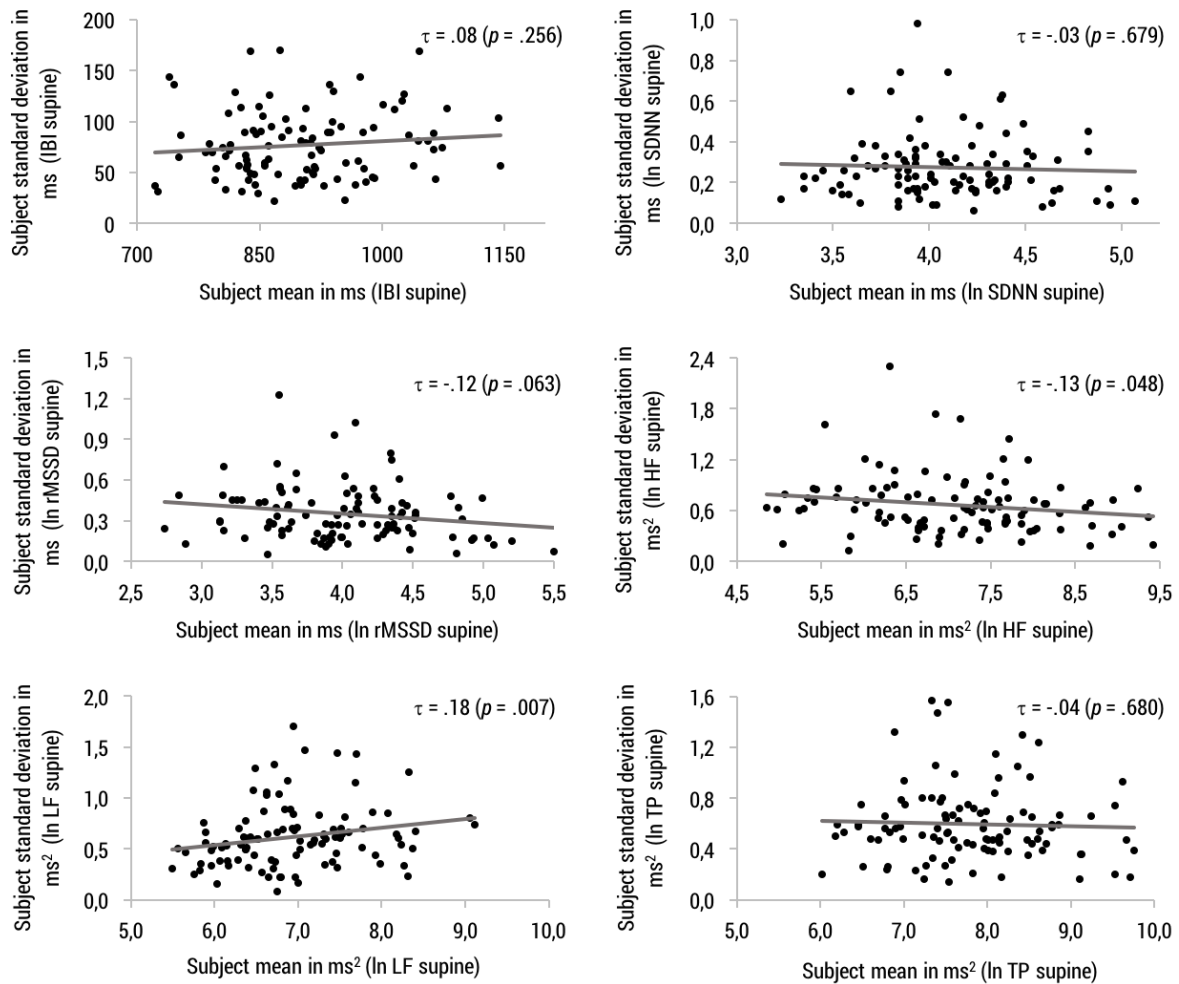 Subject standard deviation in
ms (IBI supine)
200
150
100
50
0
τ = .08 (p = .256)
700
850
1000
1150
Subject mean in ms (IBI supine)
Subject standard deviation in
ms (ln SDNN supine)
1,0
0,8
0,6
0,4
0,2
0,0
τ = -.03 (p = .679)
3,0
3,5
4,0
4,5
5,0
Subject mean in ms (ln SDNN supine)
Subject standard deviation in
ms (ln rMSSD supine)
1,5
1,2
0,9
0,6
0,3
0,0
τ = -.12 (p = .063)
2,5
3,0
3,5
4,0
4,5
5,0
5,5
Subject mean in ms (ln rMSSD supine)
Subject standard deviation in
ms² (ln HF supine)
2,4
1,8
1,2
0,6
0,0
τ = -.13 (p = .048)
4,5
5,5
6,5
7,5
8,5
9,5
Subject mean in ms² (ln HF supine)
Subject standard deviation in
ms² (ln LF supine)
2,0
1,5
1,0
0,5
0,0
τ = .18 (p = .007)
5,0
6,0
7,0
8,0
9,0
10,0
Subject mean in ms² (ln LF supine)
Subject standard deviation in
ms² (ln TP supine)
1,6
1,2
0,8
0,4
0,0
τ = -.04 (p = .680)
5,0
6,0
7,0
8,0
9,0
10,0
Subject mean in ms² (ln TP supine)